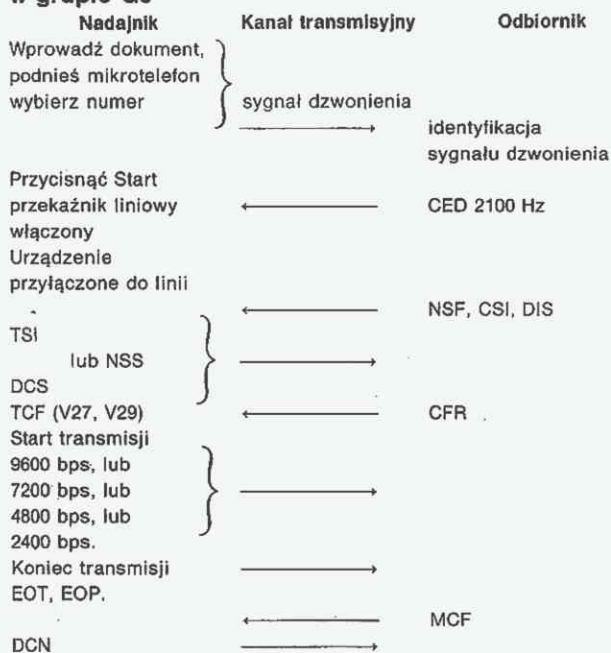 w grupie G3
Nadajnik Kanał transmisyjny Odbiornik
Wprowadź dokument,
podnieś mikrotelefon
wybierz numer sygnał dzwonienia
identyfikacja
sygnału dzwonienia
Przycisnąć Start
przekaźnik liniowy CED 2100 Hz
włączony
Urządzenie
przyłączone do linii
NSF, CSI, DIS
TSI
lub NSS
DCS
TCF (V27, V29) CFR
Start transmisji
9600 bps, lub
7200 bps, lub
4800 bps, lub
2400 bps.
Koniec transmisji
EOT, EOP.
MCF
DCN